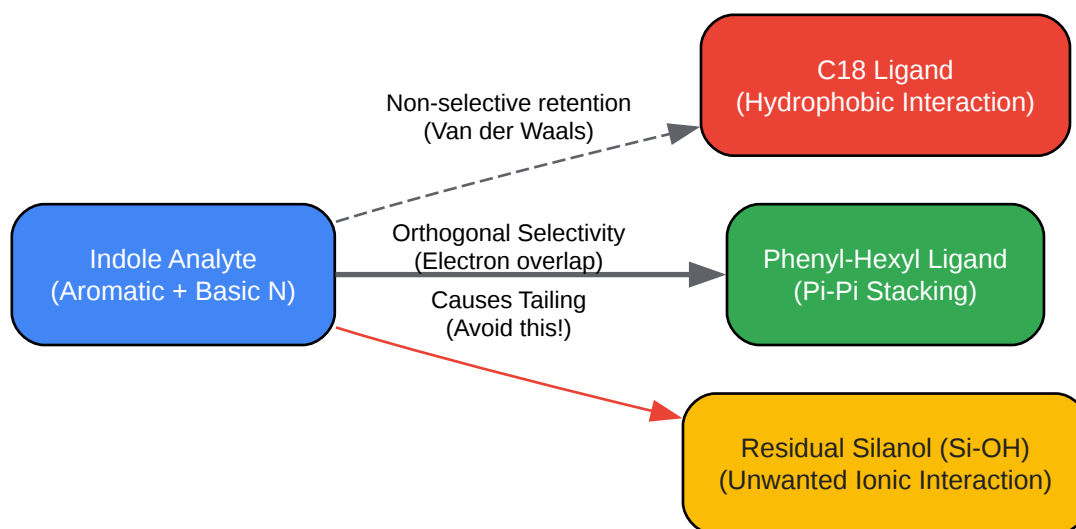 C18 Ligand
(Hydrophobic Interaction)
Non-selective retention
(Van der Waals)
Indole Analyte
(Aromatic + Basic N)
Orthogonal Selectivity
(Electron overlap)
Phenyl-Hexyl Ligand
(Pi-Pi Stacking)
Causes Tailing
(Avoid this!)
Residual Silanol (Si-OH)
(Unwanted Ionic Interaction)